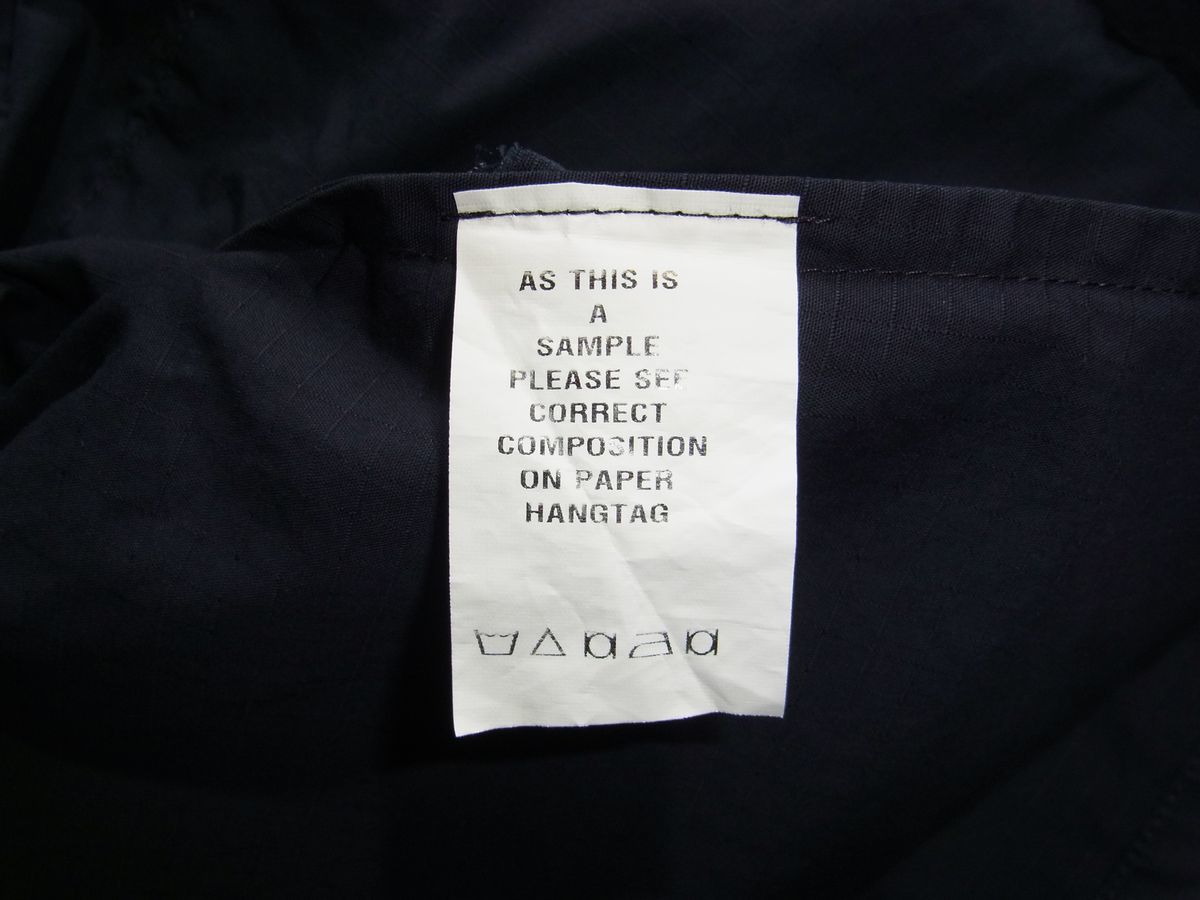 AS THIS IS
A
SAMPLE
PLEASE SEE
CORRECT
COMPOSITION
ON PAPER
HANGTAG